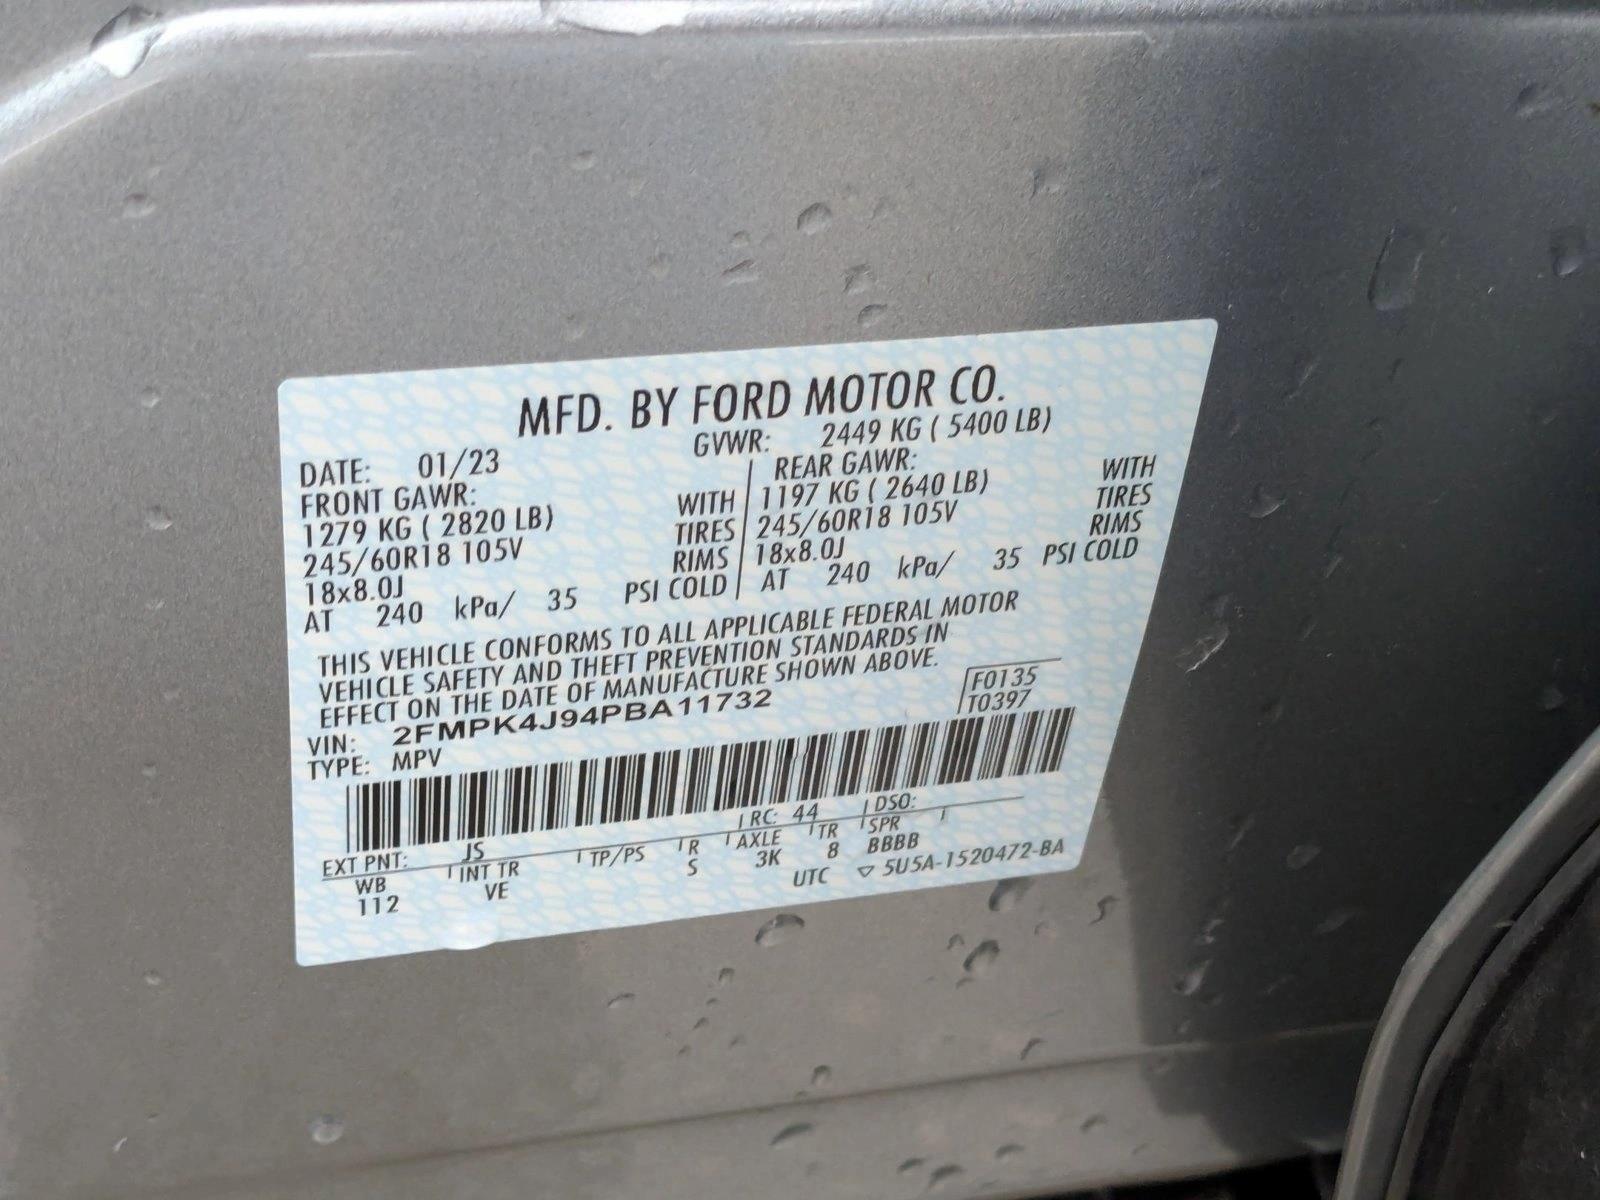 MFD. BY FORD MOTOR CO.
DATE: 01/23 GVWR: 2449 KG ( 5400 LB)
FRONT GAWR: REAR GAWR:
1279 KG ( 2820 LB) WITH 1197 KG ( 2640 LB) WITH
245/60R18 105V TIRES 245/60R18 105V TIRES
18x8.0J RIMS 18x8.0J RIMS
AT 240 kPa/ 35 PSI COLD AT 240 kPa/ 35 PSI COLD
THIS VEHICLE CONFORMS TO ALL APPLICABLE FEDERAL MOTOR
VEHICLE SAFETY AND THEFT PREVENTION STANDARDS IN
EFFECT ON THE DATE OF MANUFACTURE SHOWN ABOVE.
F0135
VIN: 2FMPK4J94PBA11732 T0397
TYPE: MPV
EXT PNT: JS RC: 44 DSO:
WB INT TR TP/PS R AXLE TR SPR
112 VE S 3K 8 BBBB
UTC ▽ 5U5A-1520472-BA